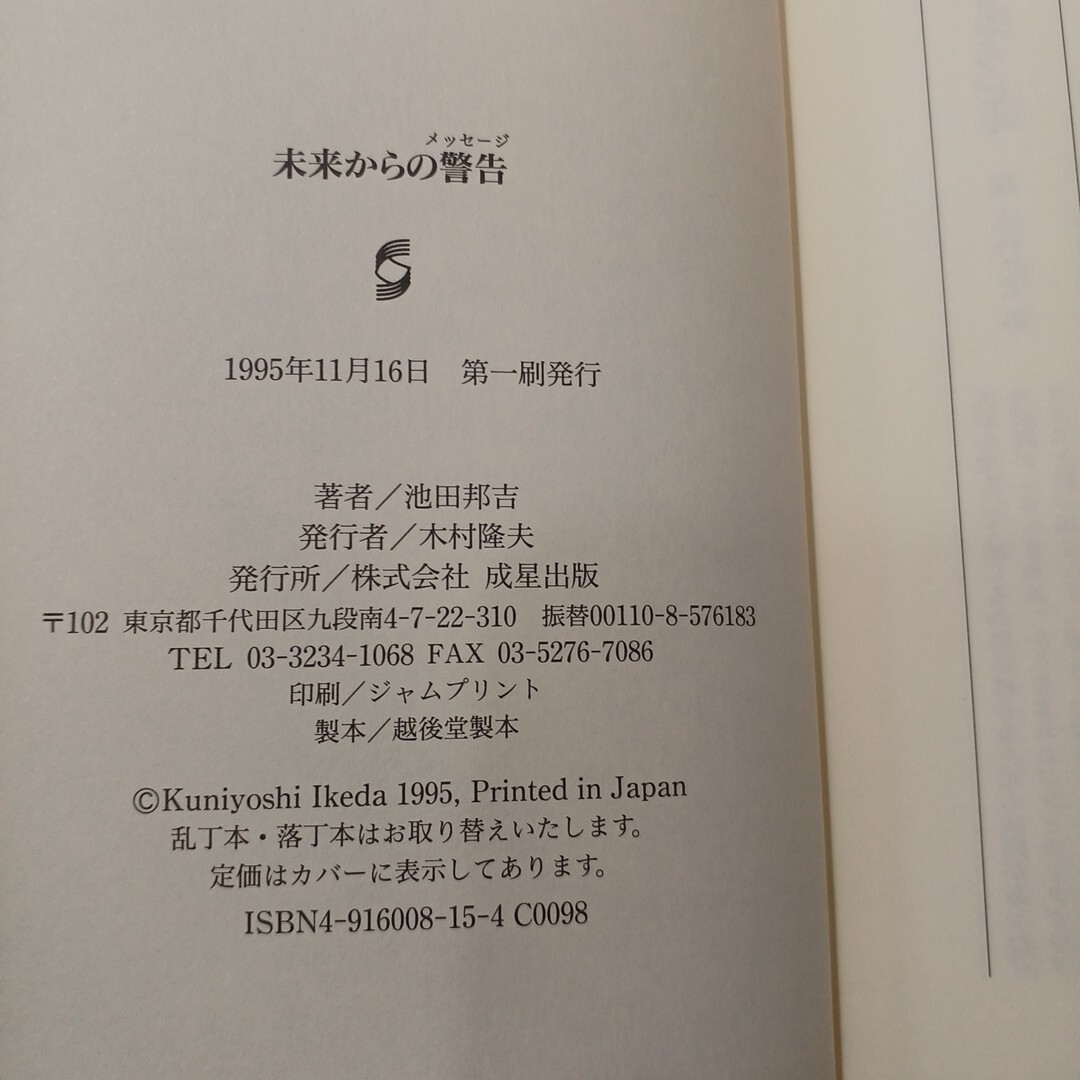 メッセージ
未来からの警告
1995年11月16日　第一刷発行
著者／池田邦吉
発行者／木村隆夫
発行所／株式会社 成星出版
〒102 東京都千代田区九段南4-7-22-310　振替00110-8-576183
TEL 03-3234-1068 FAX 03-5276-7086
印刷／ジャムプリント
製本／越後堂製本
©Kuniyoshi Ikeda 1995, Printed in Japan
乱丁本・落丁本はお取り替えいたします。
定価はカバーに表示してあります。
ISBN4-916008-15-4 C0098